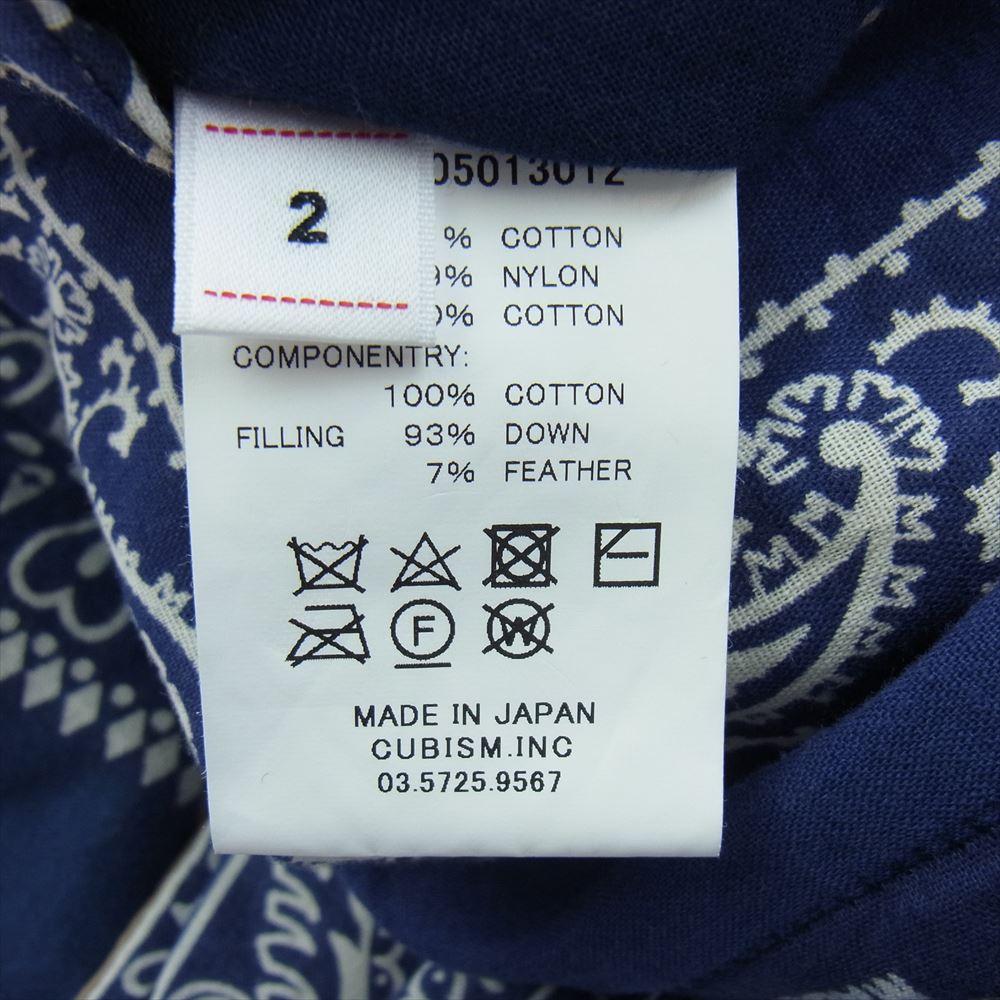 2
05013012
% COTTON
9% NYLON
0% COTTON
COMPONENTRY:
100% COTTON
FILLING 93% DOWN
7% FEATHER
F
W
MADE IN JAPAN
CUBISM.INC
03.5725.9567